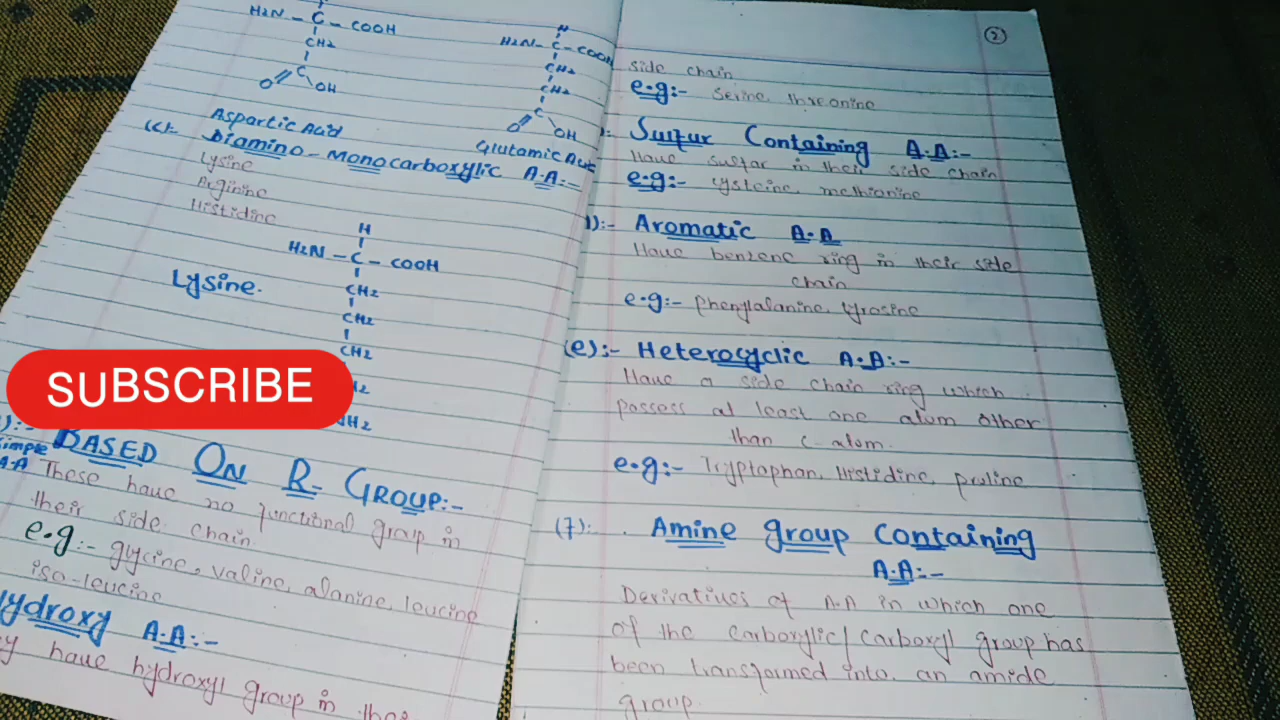 H2N - C - COOH
CH2
C
O OH
Aspartic Acid
H
H2N - C - COOH
CH2
CH2
C
O OH
Glutamic Acid
(c):- Diamino - Monocarboxylic A.A:-
Lysine
Arginine
Histidine
H
H2N - C - COOH
Lysine.
CH2
CH2
CH2
SUBSCRIBE
BASED ON R- GROUP:-
Simple A.A
These have no functional group in
their side chain.
e.g:- glycine, valine, alanine, leucine
iso-leucine
Hydroxy A.A:-
have hydroxyl group in
2
side chain
e.g:- Serine, threonine
Sulfur Containing A.A:-
Have sulfar in their side chain
e.g:- cysteine, methionine
):- Aromatic A.A
Have benzene ring in their side
chain
e.g:- phenylalanine, tyrosine
(e):- Heterocyclic A.A:-
Have a side chain ring which
possess at least one atom other
than C-atom.
e.g:- Tryptophan, Histidine, proline
(7):. Amine group Containing
A.A:-
Derivatives of A.A in which one
of the carboxylic/carboxyl group has
been transformed into an amide
group.